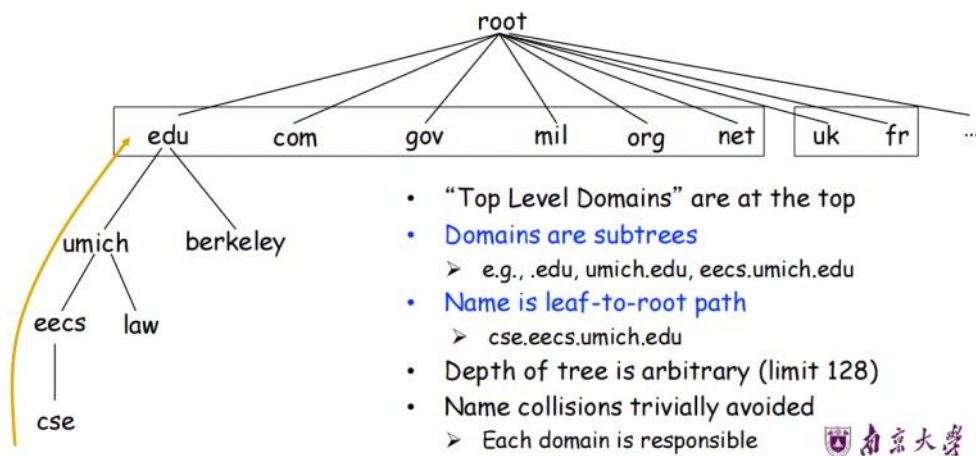 root
edu com gov mil org net uk fr ...
umich berkeley
eecs law
cse
• “Top Level Domains” are at the top
• Domains are subtrees
➢ e.g., .edu, umich.edu, eecs.umich.edu
• Name is leaf-to-root path
➢ cse.eecs.umich.edu
• Depth of tree is arbitrary (limit 128)
• Name collisions trivially avoided
➢ Each domain is responsible
南京大学